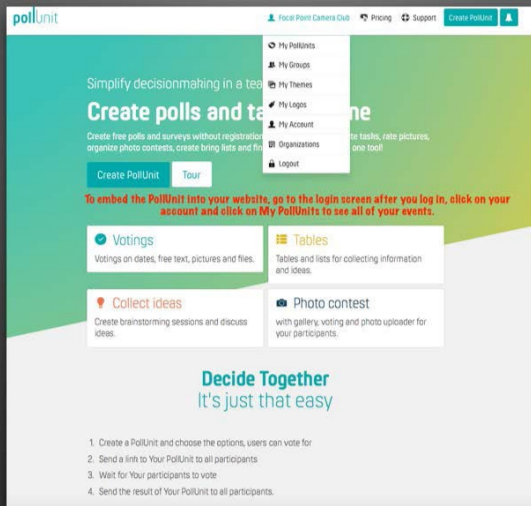 pollunit
Focal Point Camera Club
Pricing
Support
Create PollUnit
My PollUnits
My Groups
My Themes
My Logos
My Account
Organizations
Logout
Simplify decisionmaking in a tea
Create polls and ta ne
Create free polls and surveys without registration te tasks, rate pictures,
organize photo contests, create bring lists and fin one tool!
Create PollUnit
Tour
To embed the PollUnit into your website, go to the login screen after you log in, click on your
account and click on My PollUnits to see all of your events.
Votings
Votings on dates, free text, pictures and files.
Tables
Tables and lists for collecting information
and ideas.
Collect ideas
Create brainstorming sessions and discuss
ideas.
Photo contest
with gallery, voting and photo uploader for
your participants.
Decide Together
It's just that easy
1. Create a PollUnit and choose the options, users can vote for
2. Send a link to Your PollUnit to all participants
3. Wait for Your participants to vote
4. Send the result of Your PollUnit to all participants.